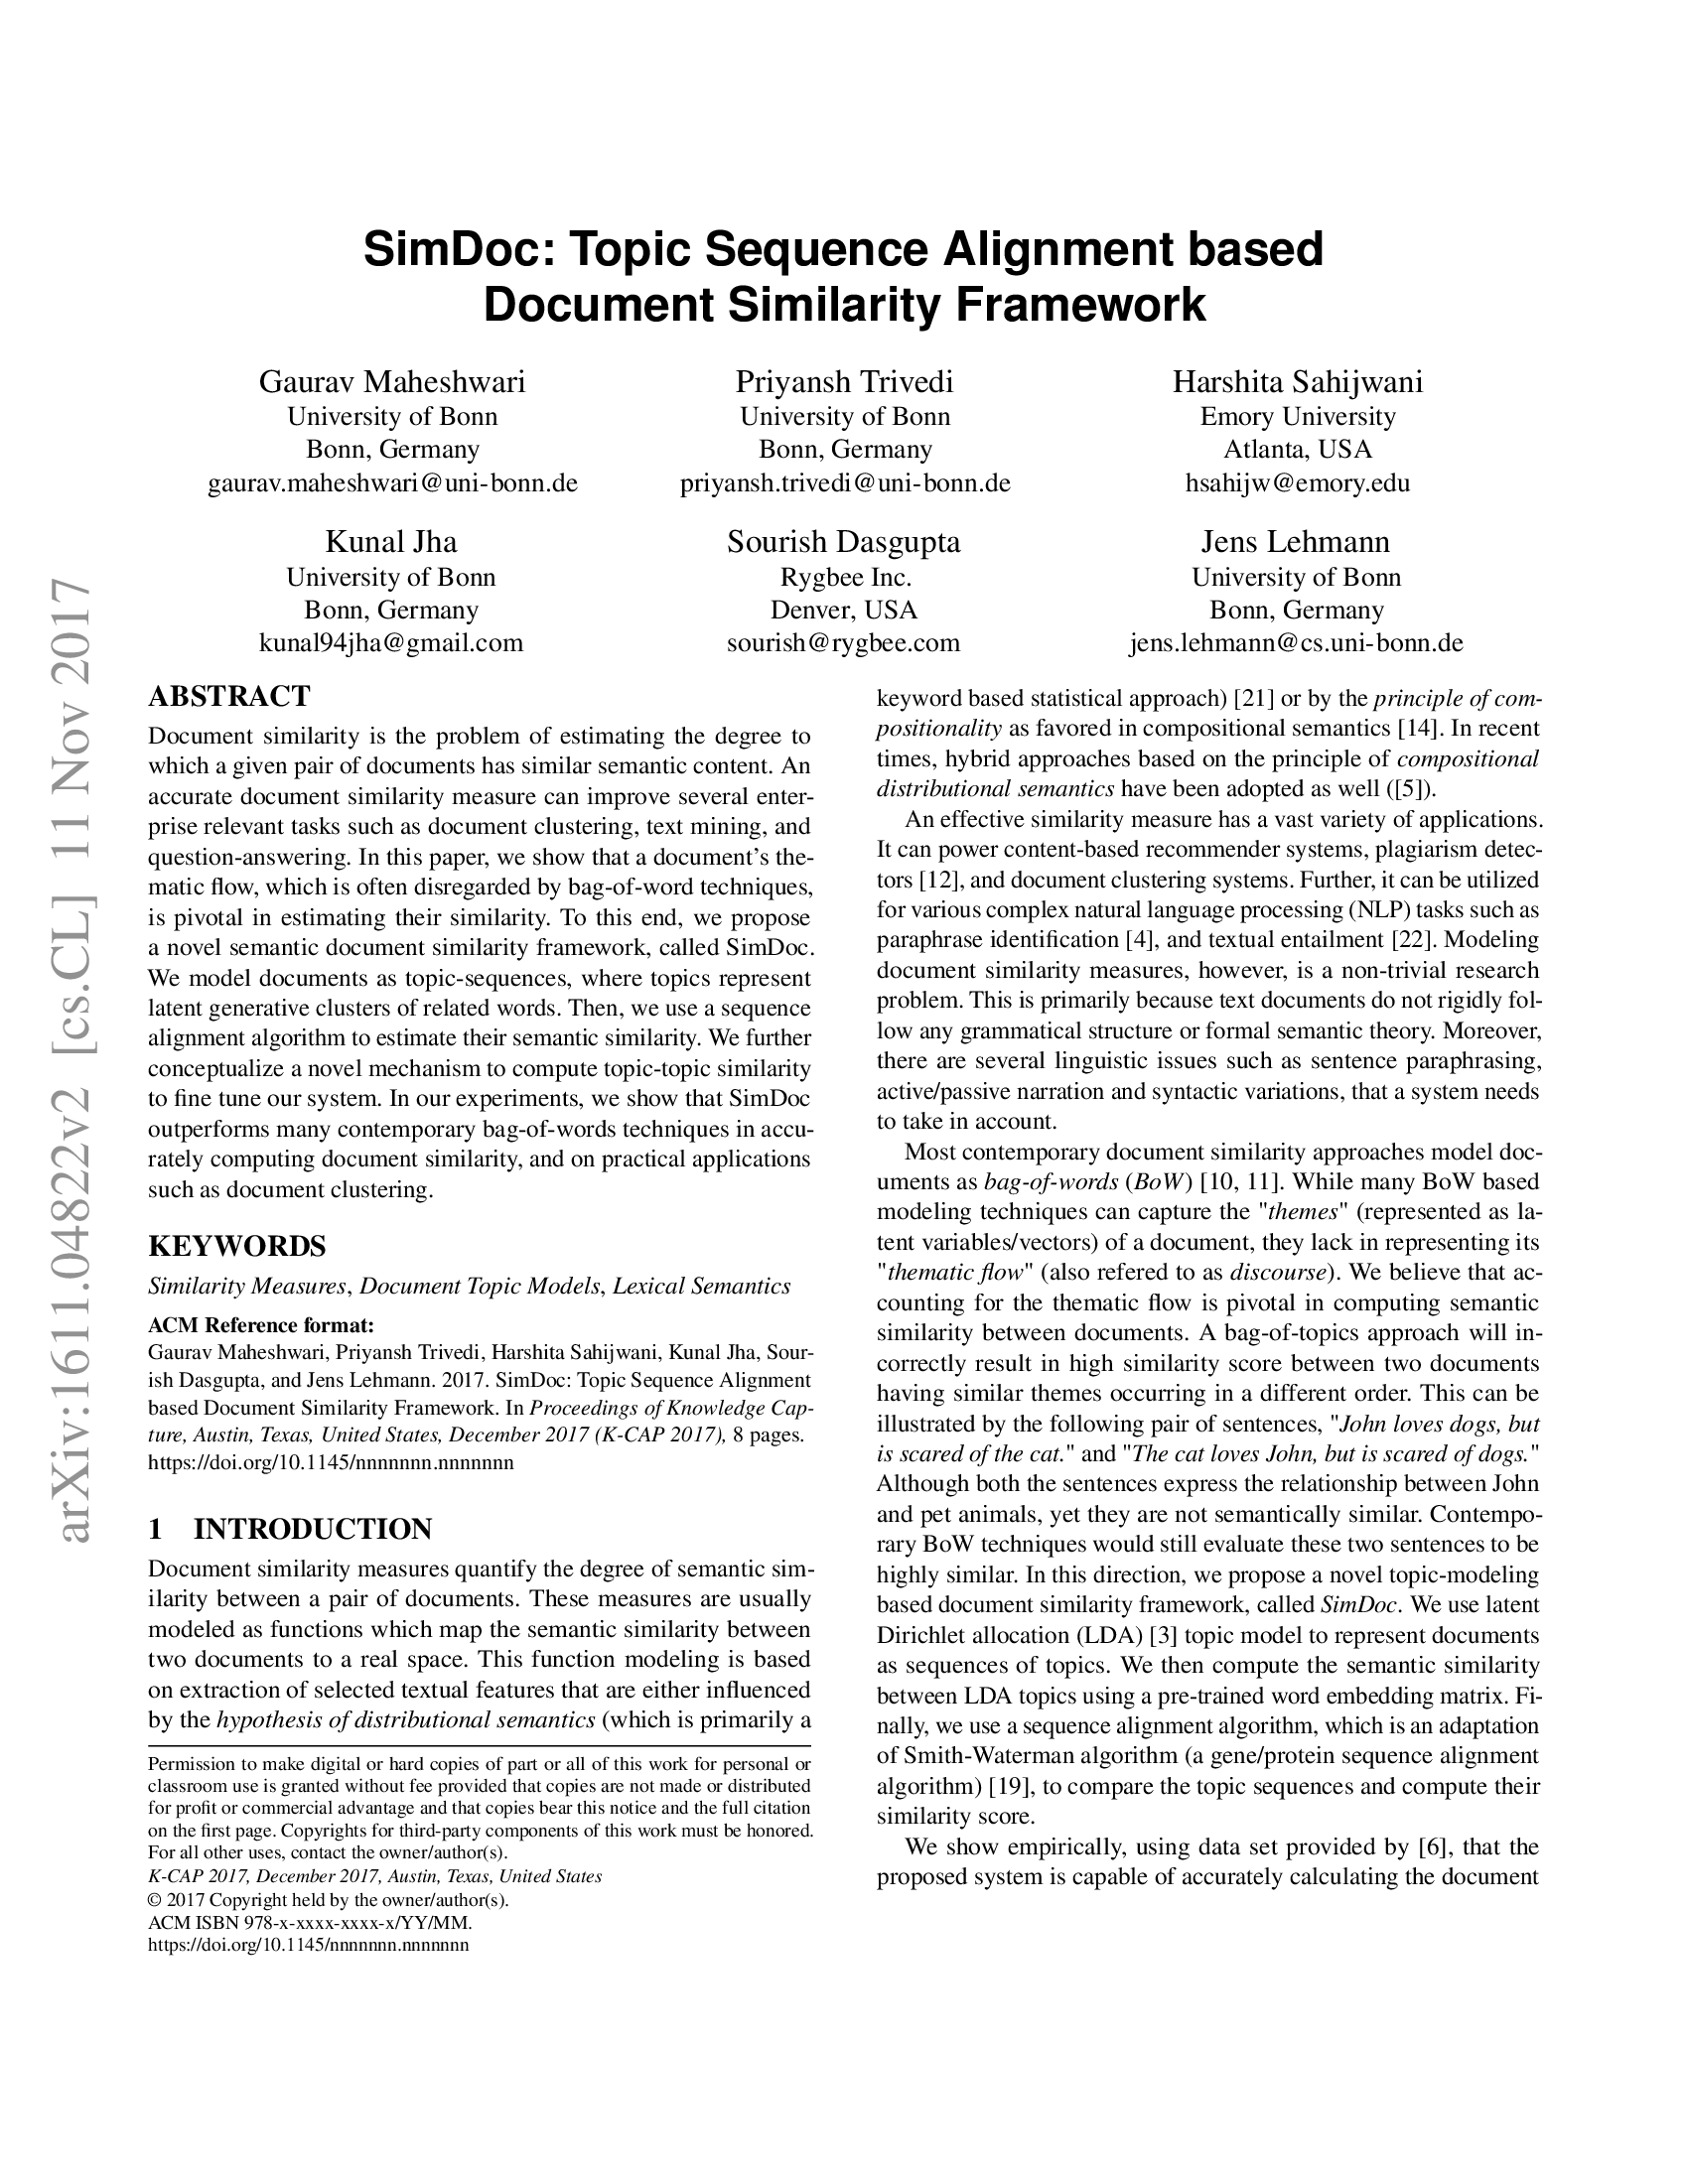 SimDoc: Topic Sequence Alignment based
Document Similarity Framework
Gaurav Maheshwari
University of Bonn
Bonn, Germany
gaurav.maheshwari@uni-bonn.de
Priyansh Trivedi
University of Bonn
Bonn, Germany
priyansh.trivedi@uni-bonn.de
Harshita Sahijwani
Emory University
Atlanta, USA
hsahijw@emory.edu
Kunal Jha
University of Bonn
Bonn, Germany
kunal94jha@gmail.com
Sourish Dasgupta
Rygbee Inc.
Denver, USA
sourish@rygbee.com
Jens Lehmann
University of Bonn
Bonn, Germany
jens.lehmann@cs.uni-bonn.de
arXiv:1611.04822v2 [cs.CL] 11 Nov 2017
ABSTRACT
Document similarity is the problem of estimating the degree to
which a given pair of documents has similar semantic content. An
accurate document similarity measure can improve several enter-
prise relevant tasks such as document clustering, text mining, and
question-answering. In this paper, we show that a document's the-
matic flow, which is often disregarded by bag-of-word techniques,
is pivotal in estimating their similarity. To this end, we propose
a novel semantic document similarity framework, called SimDoc.
We model documents as topic-sequences, where topics represent
latent generative clusters of related words. Then, we use a sequence
alignment algorithm to estimate their semantic similarity. We further
conceptualize a novel mechanism to compute topic-topic similarity
to fine tune our system. In our experiments, we show that SimDoc
outperforms many contemporary bag-of-words techniques in accu-
rately computing document similarity, and on practical applications
such as document clustering.
KEYWORDS
Similarity Measures, Document Topic Models, Lexical Semantics
ACM Reference format:
Gaurav Maheshwari, Priyansh Trivedi, Harshita Sahijwani, Kunal Jha, Sour-
ish Dasgupta, and Jens Lehmann. 2017. SimDoc: Topic Sequence Alignment
based Document Similarity Framework. In Proceedings of Knowledge Cap-
ture, Austin, Texas, United States, December 2017 (K-CAP 2017), 8 pages.
https://doi.org/10.1145/nnnnnnn.nnnnnnn
1 INTRODUCTION
Document similarity measures quantify the degree of semantic sim-
ilarity between a pair of documents. These measures are usually
modeled as functions which map the semantic similarity between
two documents to a real space. This function modeling is based
on extraction of selected textual features that are either influenced
by the hypothesis of distributional semantics (which is primarily a
Permission to make digital or hard copies of part or all of this work for personal or
classroom use is granted without fee provided that copies are not made or distributed
for profit or commercial advantage and that copies bear this notice and the full citation
on the first page. Copyrights for third-party components of this work must be honored.
For all other uses, contact the owner/author(s).
K-CAP 2017, December 2017, Austin, Texas, United States
© 2017 Copyright held by the owner/author(s).
ACM ISBN 978-x-xxxx-xxxx-x/YY/MM.
https://doi.org/10.1145/nnnnnnn.nnnnnnn
keyword based statistical approach) [21] or by the principle of com-
positionality as favored in compositional semantics [14]. In recent
times, hybrid approaches based on the principle of compositional
distributional semantics have been adopted as well ([5]).
An effective similarity measure has a vast variety of applications.
It can power content-based recommender systems, plagiarism detec-
tors [12], and document clustering systems. Further, it can be utilized
for various complex natural language processing (NLP) tasks such as
paraphrase identification [4], and textual entailment [22]. Modeling
document similarity measures, however, is a non-trivial research
problem. This is primarily because text documents do not rigidly fol-
low any grammatical structure or formal semantic theory. Moreover,
there are several linguistic issues such as sentence paraphrasing,
active/passive narration and syntactic variations, that a system needs
to take in account.
Most contemporary document similarity approaches model doc-
uments as bag-of-words (BoW) [10, 11]. While many BoW based
modeling techniques can capture the "themes" (represented as la-
tent variables/vectors) of a document, they lack in representing its
"thematic flow" (also refered to as discourse). We believe that ac-
counting for the thematic flow is pivotal in computing semantic
similarity between documents. A bag-of-topics approach will in-
correctly result in high similarity score between two documents
having similar themes occurring in a different order. This can be
illustrated by the following pair of sentences, "John loves dogs, but
is scared of the cat." and "The cat loves John, but is scared of dogs."
Although both the sentences express the relationship between John
and pet animals, yet they are not semantically similar. Contempo-
rary BoW techniques would still evaluate these two sentences to be
highly similar. In this direction, we propose a novel topic-modeling
based document similarity framework, called SimDoc. We use latent
Dirichlet allocation (LDA) [3] topic model to represent documents
as sequences of topics. We then compute the semantic similarity
between LDA topics using a pre-trained word embedding matrix. Fi-
nally, we use a sequence alignment algorithm, which is an adaptation
of Smith-Waterman algorithm (a gene/protein sequence alignment
algorithm) [19], to compare the topic sequences and compute their
similarity score.
We show empirically, using data set provided by [6], that the
proposed system is capable of accurately calculating the document